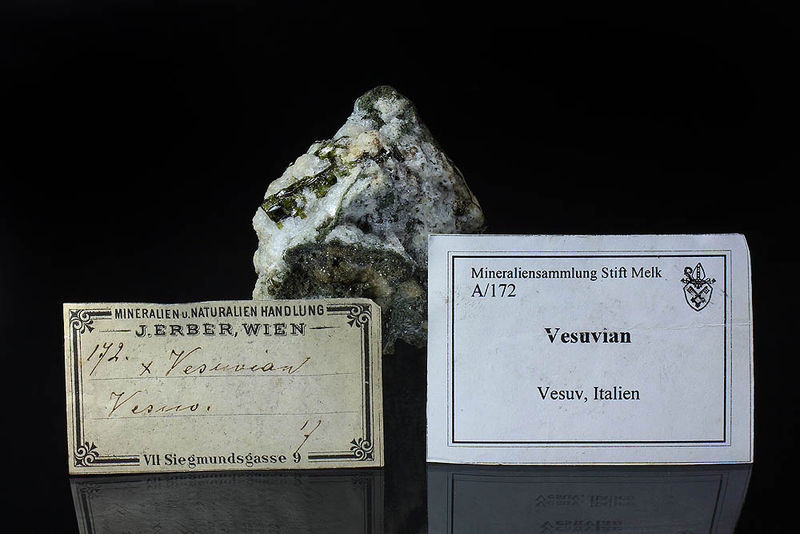 MINERALIEN u. NATURALIEN HANDLUNG
J. ERBER, WIEN
172. x Vesuvian
Vesuv.
VII Siegmundsgasse 9
Mineraliensammlung Stift Melk
A/172
Vesuvian
Vesuv, Italien